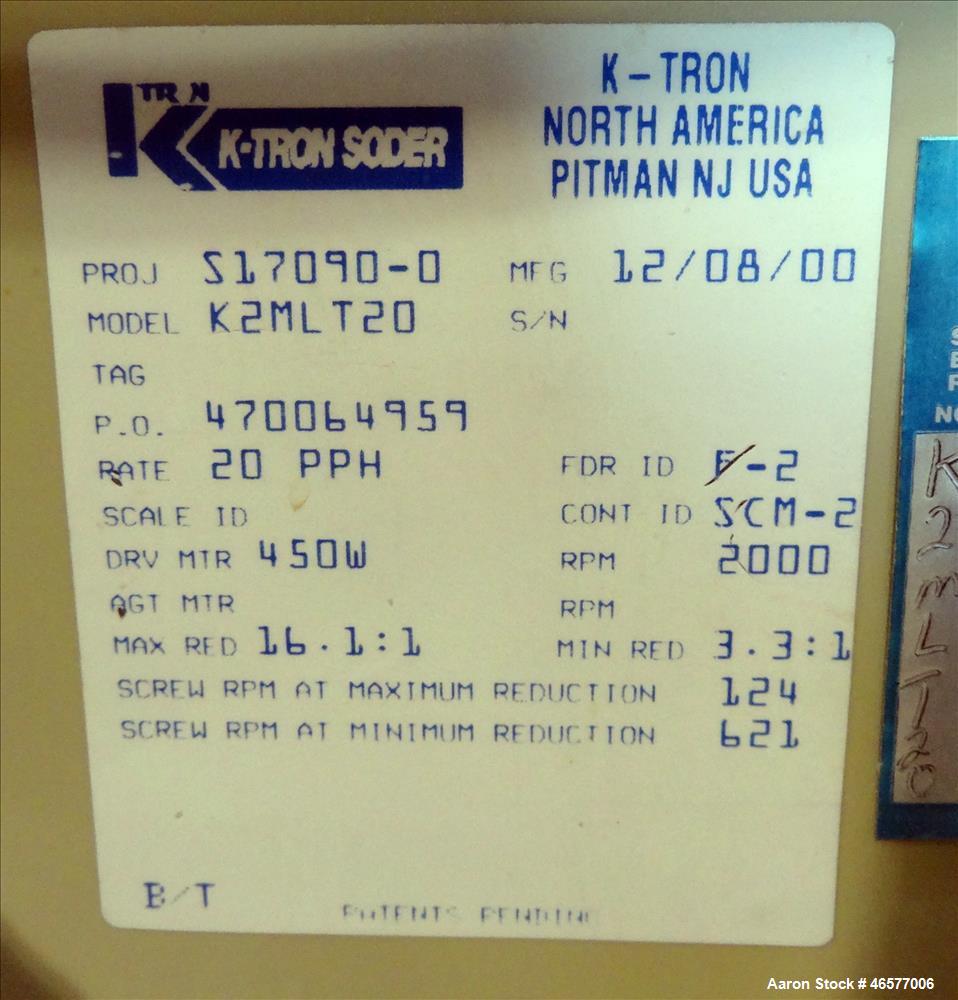 TR N
K-TRON SODER
K-TRON
NORTH AMERICA
PITMAN NJ USA
PROJ S17090-0 MFG 12/08/00
MODEL K2MLT20 S/N
TAG
P.O. 470064959
RATE 20 PPH FDR ID F-2
SCALE ID CONT ID SCM-2
DRV MTR 450W RPM 2000
AGT MTR RPM
MAX RED 16.1:1 MIN RED 3.3:1
SCREW RPM AT MAXIMUM REDUCTION 124
SCREW RPM AT MINIMUM REDUCTION 621
B/T
PATENTS PENDING
K2mLT20
Aaron Stock # 46577006